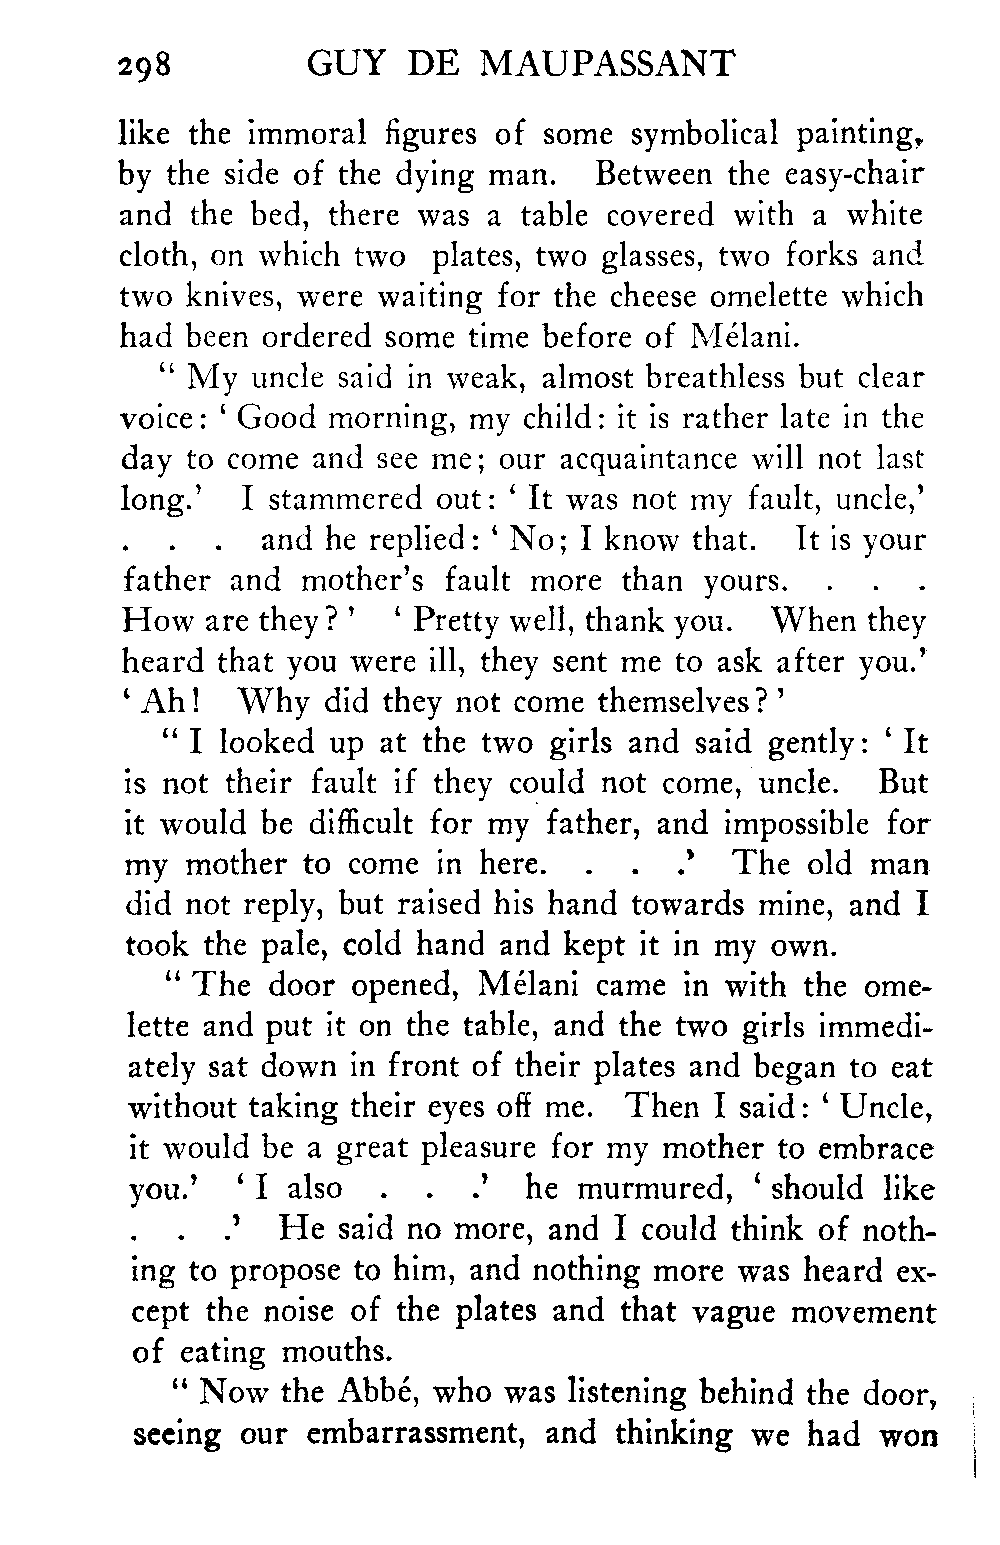 298 GUY DE MAUPASSANT
like the immoral figures of some symbolical painting,
by the side of the dying man. Between the easy-chair
and the bed, there was a table covered with a white
cloth, on which two plates, two glasses, two forks and
two knives, were waiting for the cheese omelette which
had been ordered some time before of Mélani.
“ My uncle said in weak, almost breathless but clear
voice: ‘ Good morning, my child: it is rather late in the
day to come and see me; our acquaintance will not last
long.’ I stammered out: ‘ It was not my fault, uncle,’
. . . and he replied: ‘ No; I know that. It is your
father and mother’s fault more than yours. . . .
How are they? ’ ‘ Pretty well, thank you. When they
heard that you were ill, they sent me to ask after you.’
‘ Ah! Why did they not come themselves? ’
“ I looked up at the two girls and said gently: ‘ It
is not their fault if they could not come, uncle. But
it would be difficult for my father, and impossible for
my mother to come in here. . . .’ The old man
did not reply, but raised his hand towards mine, and I
took the pale, cold hand and kept it in my own.
“ The door opened, Mélani came in with the ome-
lette and put it on the table, and the two girls immedi-
ately sat down in front of their plates and began to eat
without taking their eyes off me. Then I said: ‘ Uncle,
it would be a great pleasure for my mother to embrace
you.’ ‘ I also . . .’ he murmured, ‘ should like
. . .’ He said no more, and I could think of noth-
ing to propose to him, and nothing more was heard ex-
cept the noise of the plates and that vague movement
of eating mouths.
“ Now the Abbé, who was listening behind the door,
seeing our embarrassment, and thinking we had won